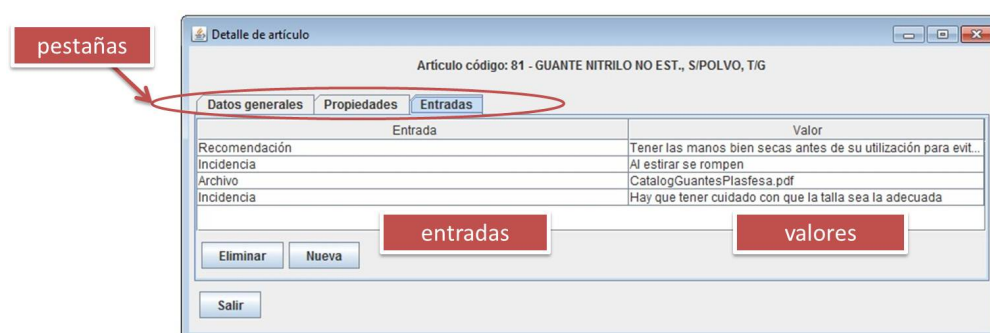 pestañas
Detalle de artículo
Artículo código: 81 - GUANTE NITRILO NO EST., S/POLVO, T/G
Datos generales Propiedades Entradas
Entrada Valor
Recomendación Tener las manos bien secas antes de su utilización para evit...
Incidencia Al estirar se rompen
Archivo CatalogGuantesPlasfesa.pdf
Incidencia Hay que tener cuidado con que la talla sea la adecuada
entradas valores
Eliminar Nueva
Salir